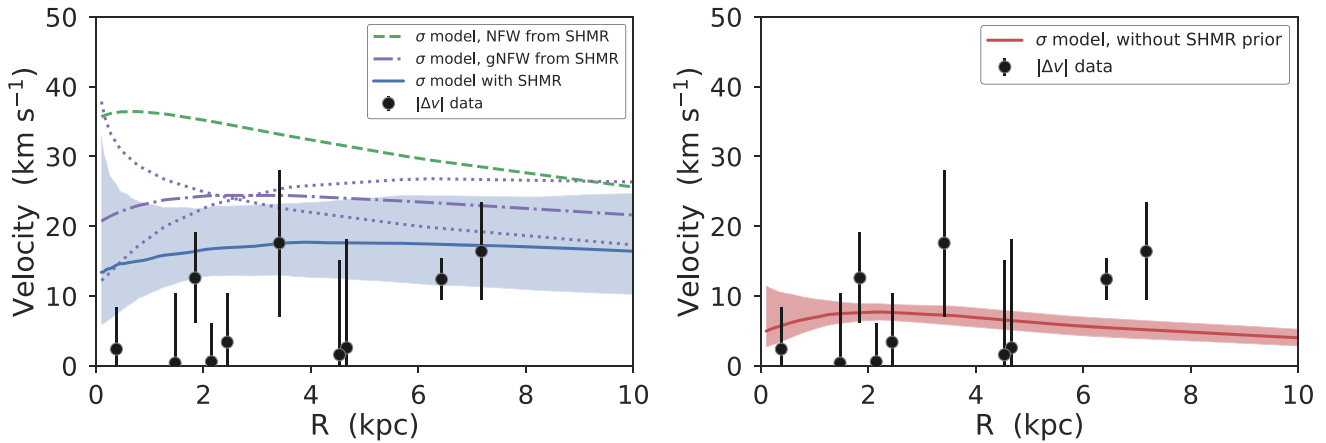 50
40
30
20
10
0
Velocity (km s⁻¹)
0 2 4 6 8 10
R (kpc)
σ model, NFW from SHMR
σ model, gNFW from SHMR
σ model with SHMR
|Δv| data
50
40
30
20
10
0
Velocity (km s⁻¹)
0 2 4 6 8 10
R (kpc)
σ model, without SHMR prior
|Δv| data